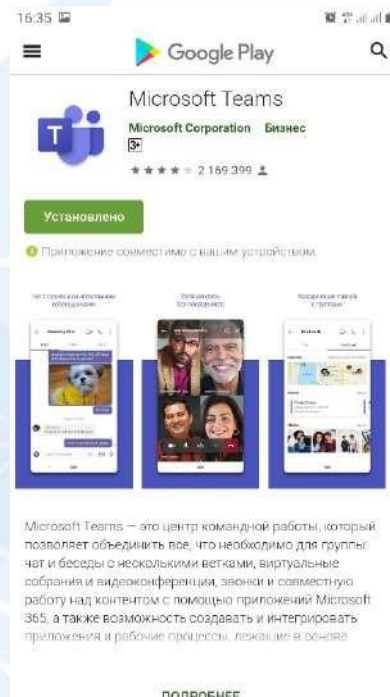 16:35
Google Play
Microsoft Teams
Microsoft Corporation Бизнес
3+
2 169 399
Установлено
Приложение совместимо с вашим устройством.
Microsoft Teams — это центр командной работы, который
позволяет объединить все, что необходимо для группы:
чат и беседы с несколькими ветками, виртуальные
собрания и видеоконференции, звонки и совместную
работу над контентом с помощью приложений Microsoft
365, а также возможность создавать и интегрировать
приложения и рабочие процессы, лежащие в основе
ПОДРОБНЕЕ